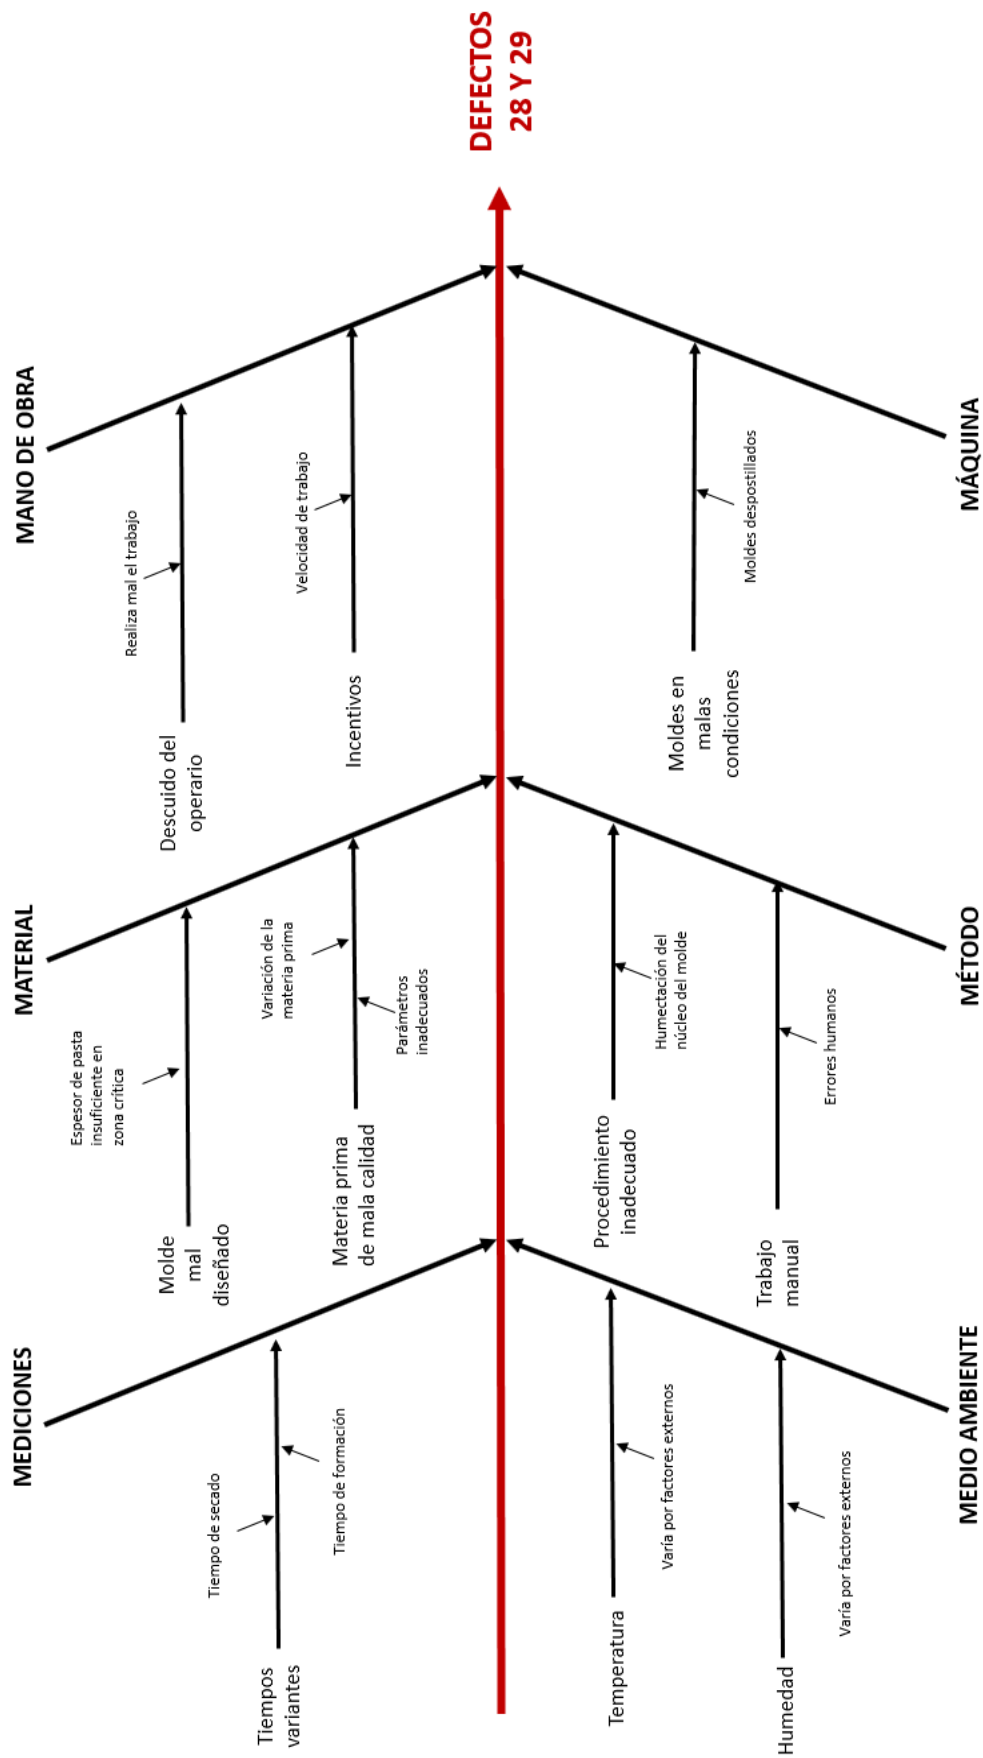 MEDICIONES
MATERIAL
MANO DE OBRA
Espesor de pasta
insuficiente en
zona crítica
Realiza mal el trabajo
Molde
mal
diseñado
Descuido del
operario
Tiempo de secado
Variación de la
materia prima
Velocidad de trabajo
Tiempos
variantes
Tiempo de formación
Materia prima
de mala calidad
Parámetros
inadecuados
Incentivos
DEFECTOS
28 Y 29
Temperatura
Varía por factores externos
Procedimiento
inadecuado
Humectación del
núcleo del molde
Moldes en
malas
condiciones
Moldes despostillados
Humedad
Varía por factores externos
Trabajo
manual
Errores humanos
MEDIO AMBIENTE
MÉTODO
MÁQUINA